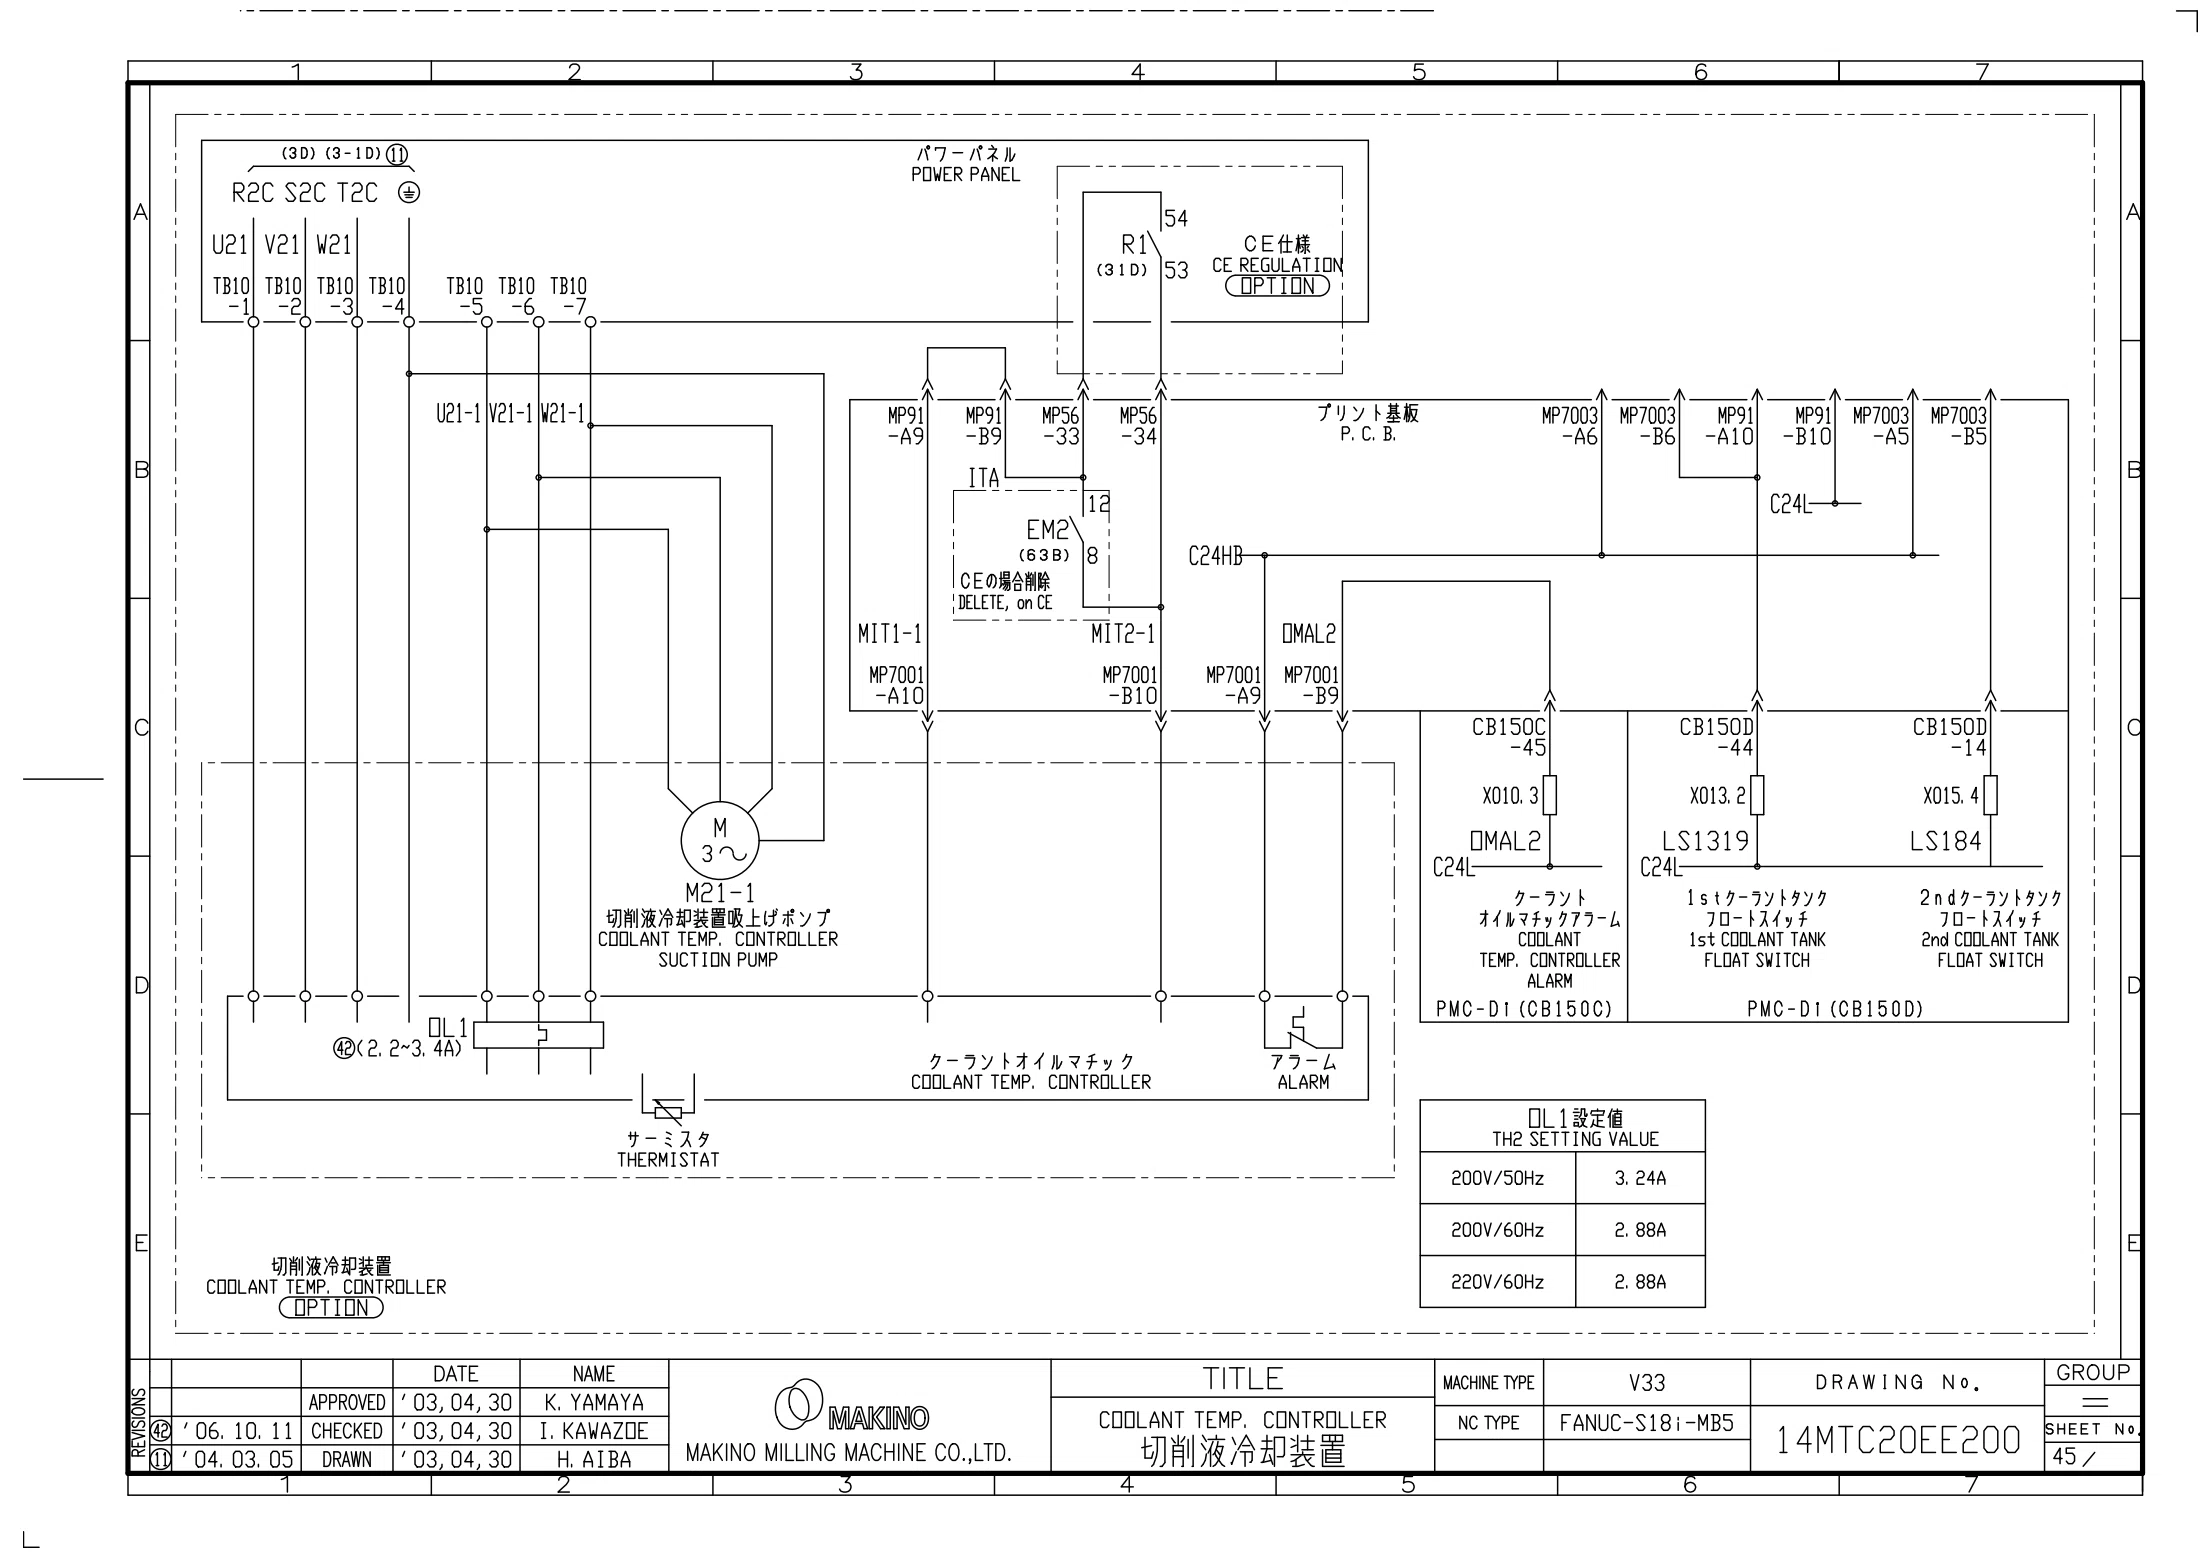 1 2 3 4 5 6 7
A A
B B
C C
D D
E E
(3D) (3-1D) ⑪
R2C S2C T2C
U21 V21 W21
TB10 TB10 TB10 TB10 TB10 TB10 TB10
-1 -2 -3 -4 -5 -6 -7
パワーパネル
POWER PANEL
54
R1
(31D) 53
CE仕様
CE REGULATION
OPTION
U21-1 V21-1 W21-1
MP91 MP91 MP56 MP56
-A9 -B9 -33 -34
プリント基板
P.C.B.
MP7003 MP7003 MP91 MP91 MP7003 MP7003
-A6 -B6 -A10 -B10 -A5 -B5
ITA
12
EM2
(63B) 8
CEの場合削除
DELETE, on CE
C24L
C24HB
MIT1-1 MIT2-1 OMAL2
MP7001 MP7001 MP7001 MP7001
-A10 -B10 -A9 -B9
CB150C CB150D CB150D
-45 -44 -14
X010.3 X013.2 X015.4
OMAL2 LS1319 LS184
C24L C24L
M
3
M21-1
切削液冷却装置吸上げポンプ
COOLANT TEMP. CONTROLLER
SUCTION PUMP
クーラント
オイルマチックアラーム
COOLANT
TEMP. CONTROLLER
ALARM
PMC-Di(CB150C)
1stクーラントタンク
フロートスイッチ
1st COOLANT TANK
FLOAT SWITCH
2ndクーラントタンク
フロートスイッチ
2nd COOLANT TANK
FLOAT SWITCH
PMC-Di(CB150D)
OL1
㊷(2.2~3.4A)
クーラントオイルマチック
COOLANT TEMP. CONTROLLER
アラーム
ALARM
サーミスタ
THERMISTAT
OL1設定値
TH2 SETTING VALUE
200V/50Hz 3.24A
200V/60Hz 2.88A
220V/60Hz 2.88A
切削液冷却装置
COOLANT TEMP. CONTROLLER
OPTION
REVISIONS
DATE NAME
APPROVED '03,04,30 K. YAMAYA
㊷ '06.10.11 CHECKED '03,04,30 I. KAWAZOE
⑪ '04.03.05 DRAWN '03,04,30 H. AIBA
MAKINO
MAKINO MILLING MACHINE CO.,LTD.
TITLE
COOLANT TEMP. CONTROLLER
切削液冷却装置
MACHINE TYPE V33
NC TYPE FANUC-S18i-MB5
DRAWING No.
14MTC20EE200
GROUP
=
SHEET No.
45/
1 2 3 4 5 6 7